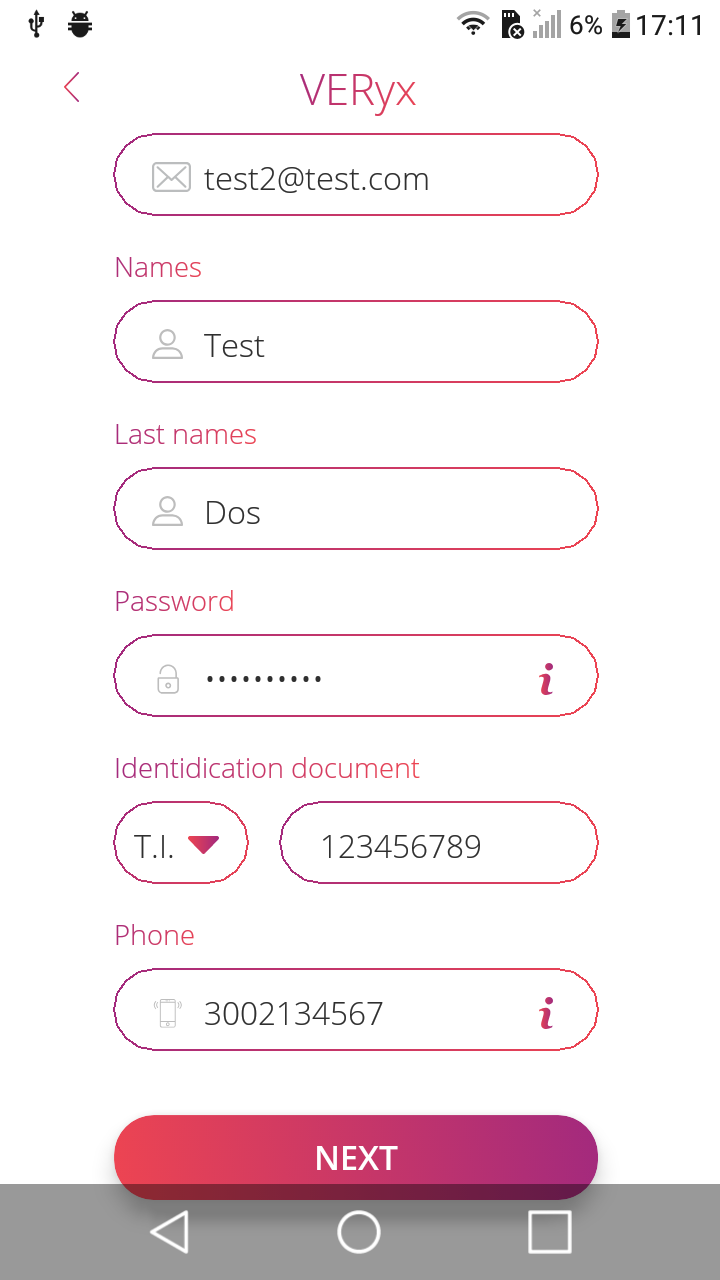 6% 17:11
VERyx
test2@test.com
Names
Test
Last names
Dos
Password
••••••••••
i
Identidication document
T.I. 123456789
Phone
3002134567 i
NEXT